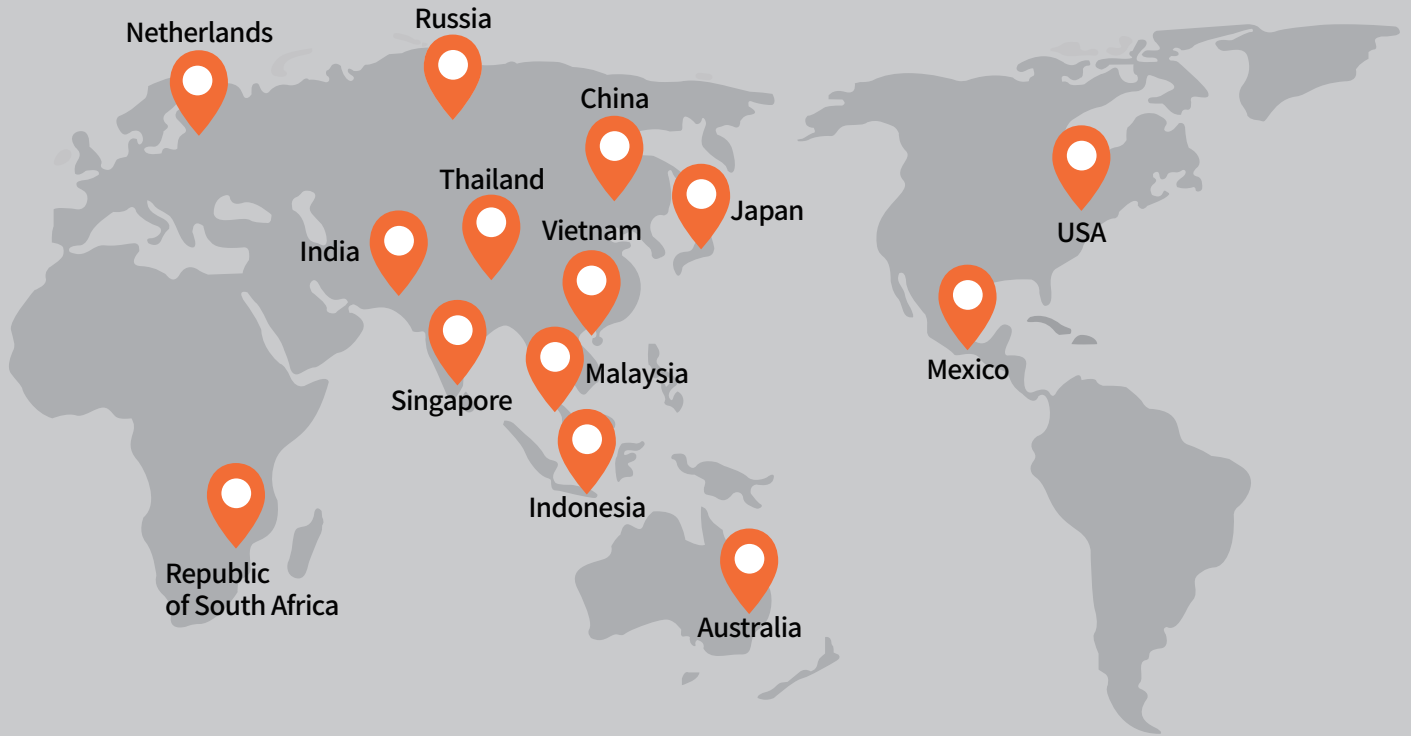 Russia
Netherlands
China
Thailand
Japan
Vietnam
USA
India
Mexico
Malaysia
Singapore
Indonesia
Republic
of South Africa
Australia